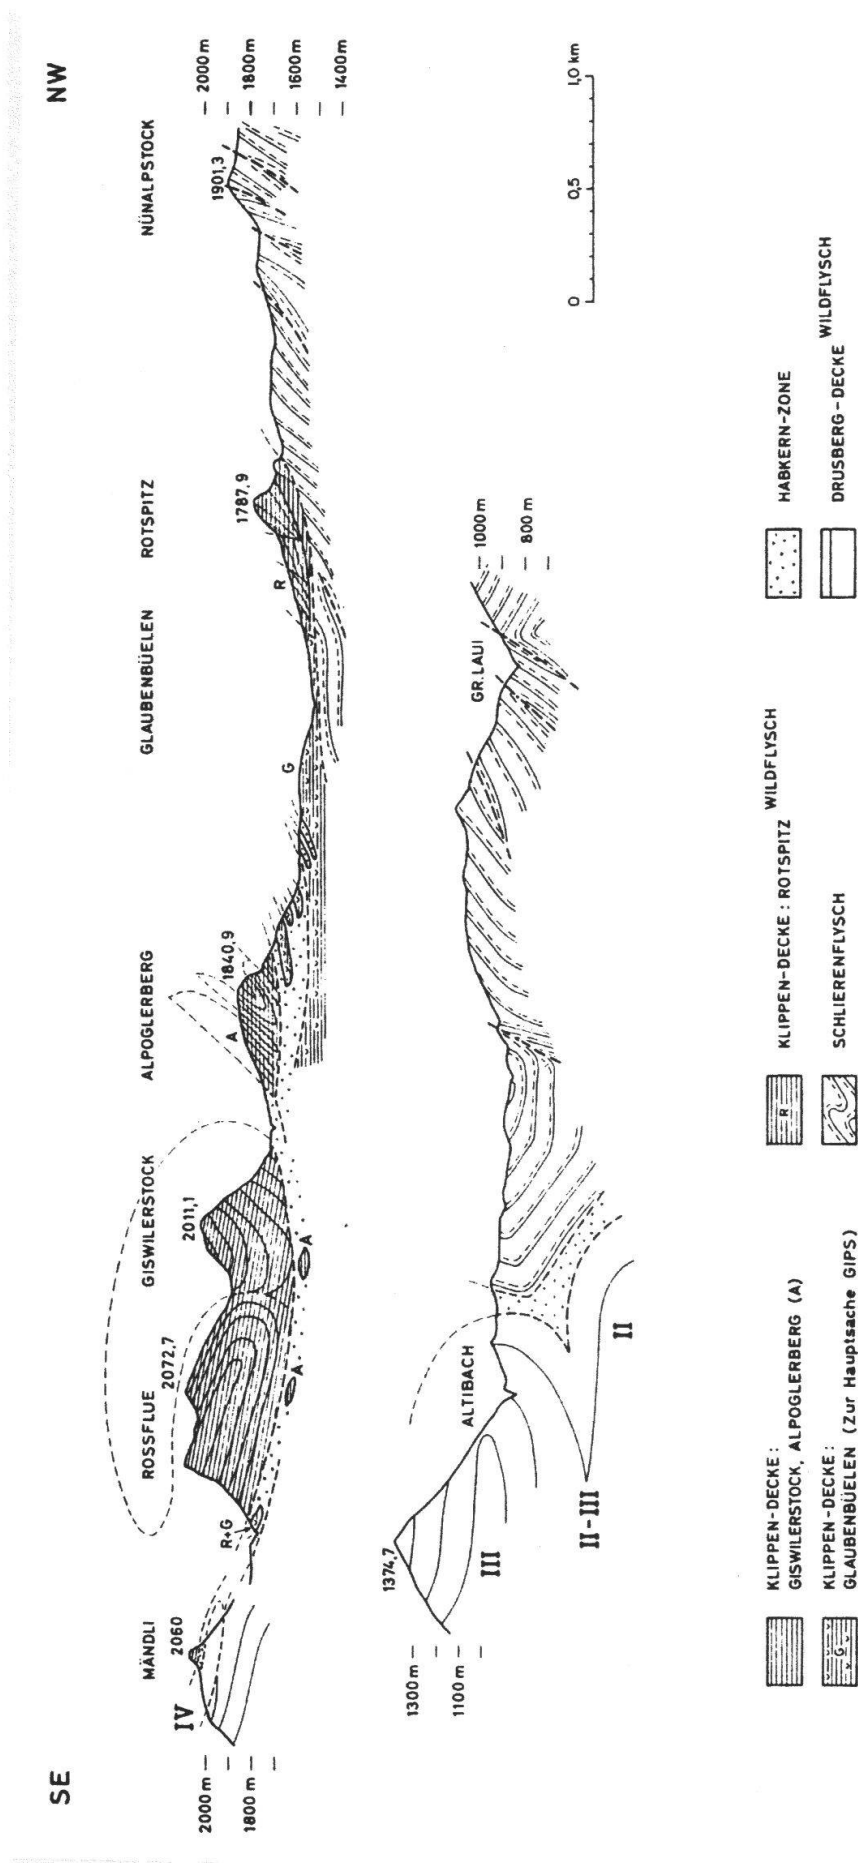 SE
NW
MÄNDLI
ROSSFLUE
GISWILERSTOCK
ALPOGLERBERG
GLAUBENBÜELEN
ROTSPITZ
NÜNALPSTOCK
2000 m
1800 m
IV
2060
R+G
2072,7
A
2011,1
A
A
1840,9
G
R
1787,9
1901,3
2000 m
1800 m
1600 m
1400 m
1300 m
1100 m
1374,7
III
II-III
ALTIBACH
II
GR. LAUI
1000 m
800 m
0
0,5
1,0 km
KLIPPEN-DECKE:
GISWILERSTOCK, ALPOGLERBERG (A)
G
KLIPPEN-DECKE:
GLAUBENBÜELEN (Zur Hauptsache GIPS)
R
KLIPPEN-DECKE: ROTSPITZ WILDFLYSCH
SCHLIERENFLYSCH
HABKERN-ZONE
DRUSBERG-DECKE WILDFLYSCH